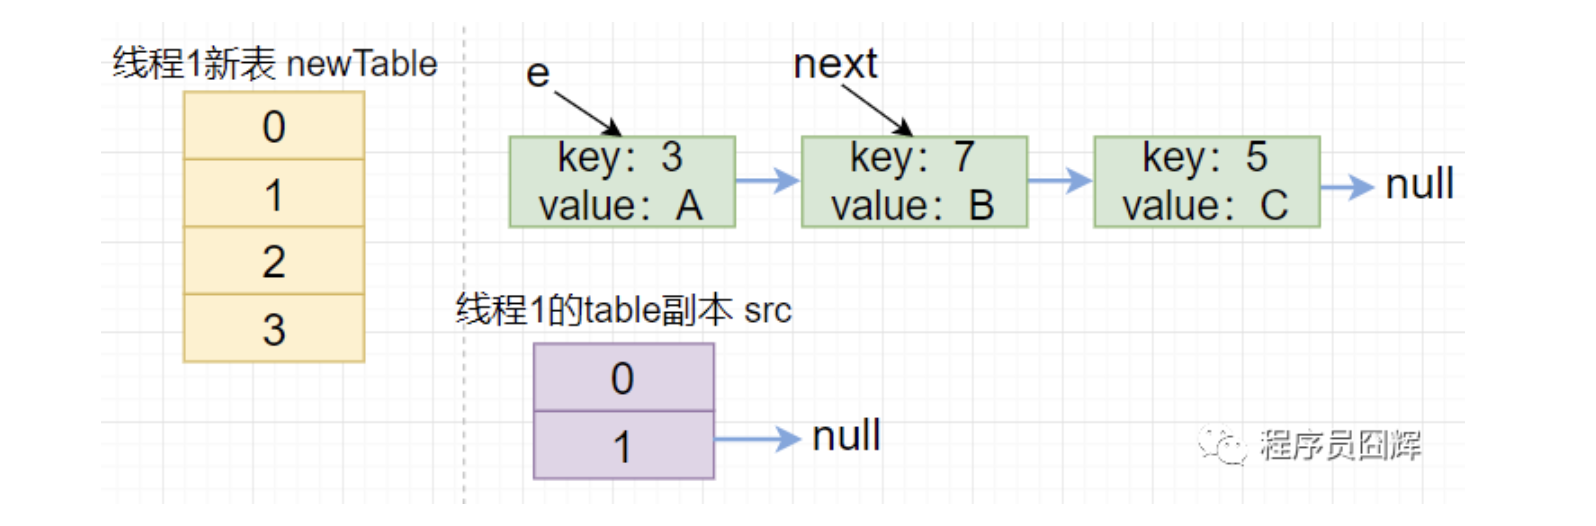 线程1新表 newTable
0
1
2
3
e
next
key: 3
value: A
key: 7
value: B
key: 5
value: C
null
线程1的table副本 src
0
1
null
程序员囧辉